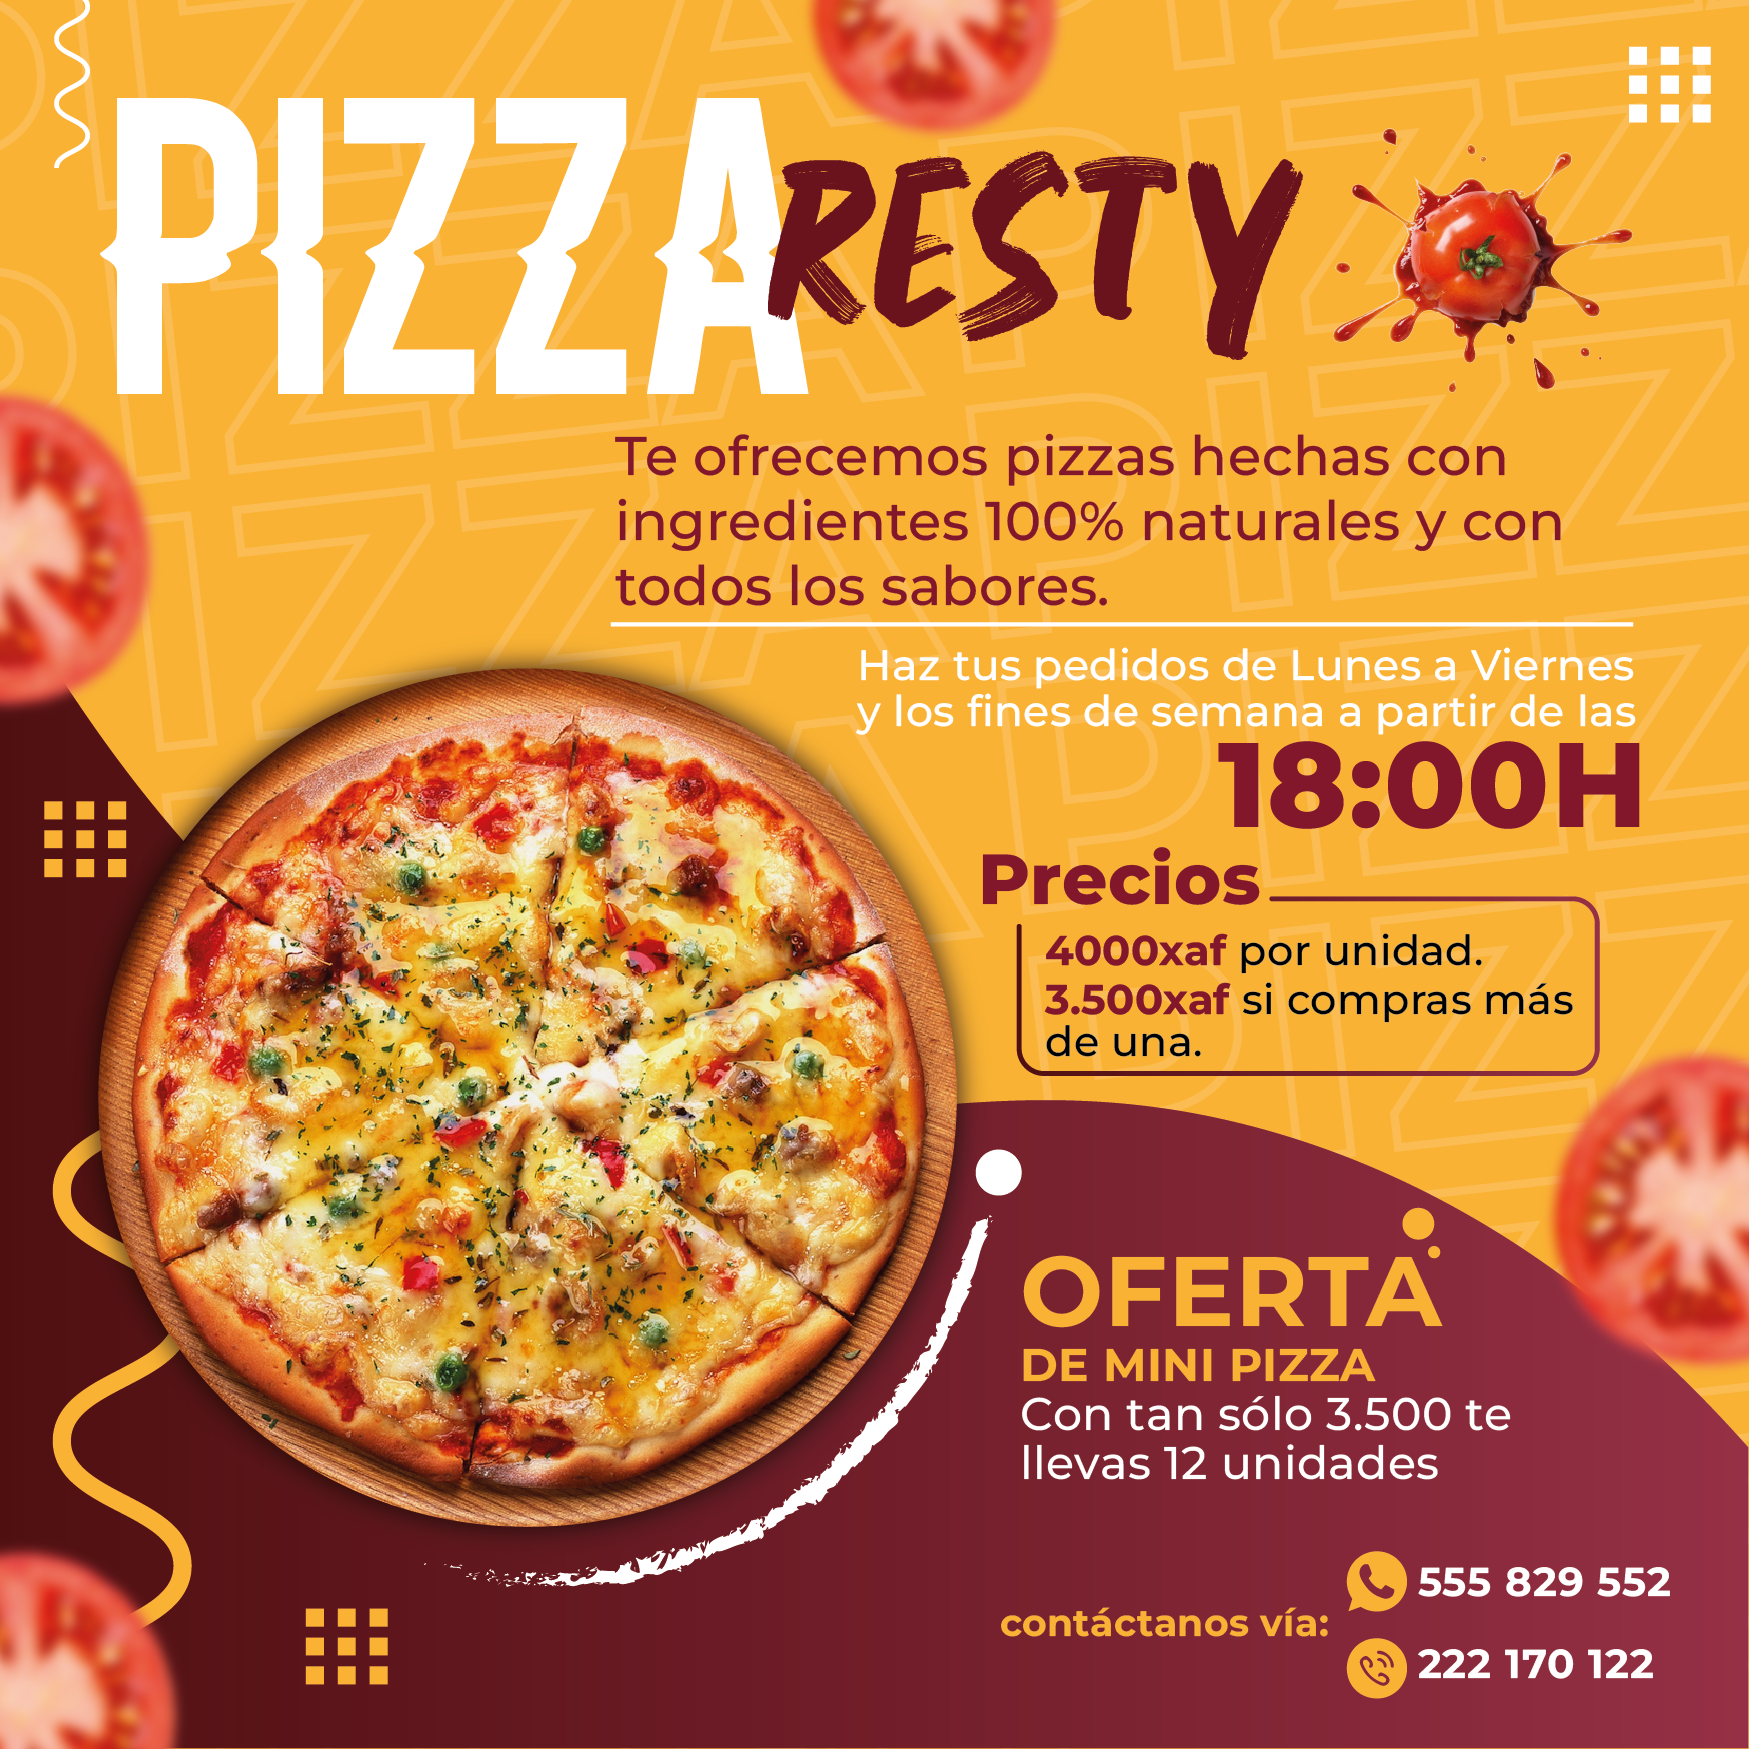 PIZZA RESTY
Te ofrecemos pizzas hechas con
ingredientes 100% naturales y con
todos los sabores.
Haz tus pedidos de Lunes a Viernes
y los fines de semana a partir de las
18:00H
Precios
4000xaf por unidad.
3.500xaf si compras más
de una.
OFERTA
DE MINI PIZZA
Con tan sólo 3.500 te
llevas 12 unidades
contáctanos vía:
555 829 552
222 170 122